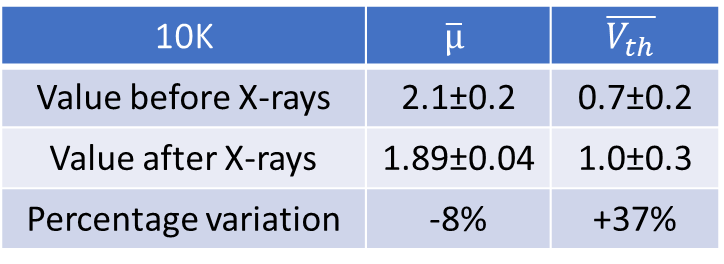 10K μ̅ V̅t̅h̅
Value before X-rays 2.1±0.2 0.7±0.2
Value after X-rays 1.89±0.04 1.0±0.3
Percentage variation -8% +37%